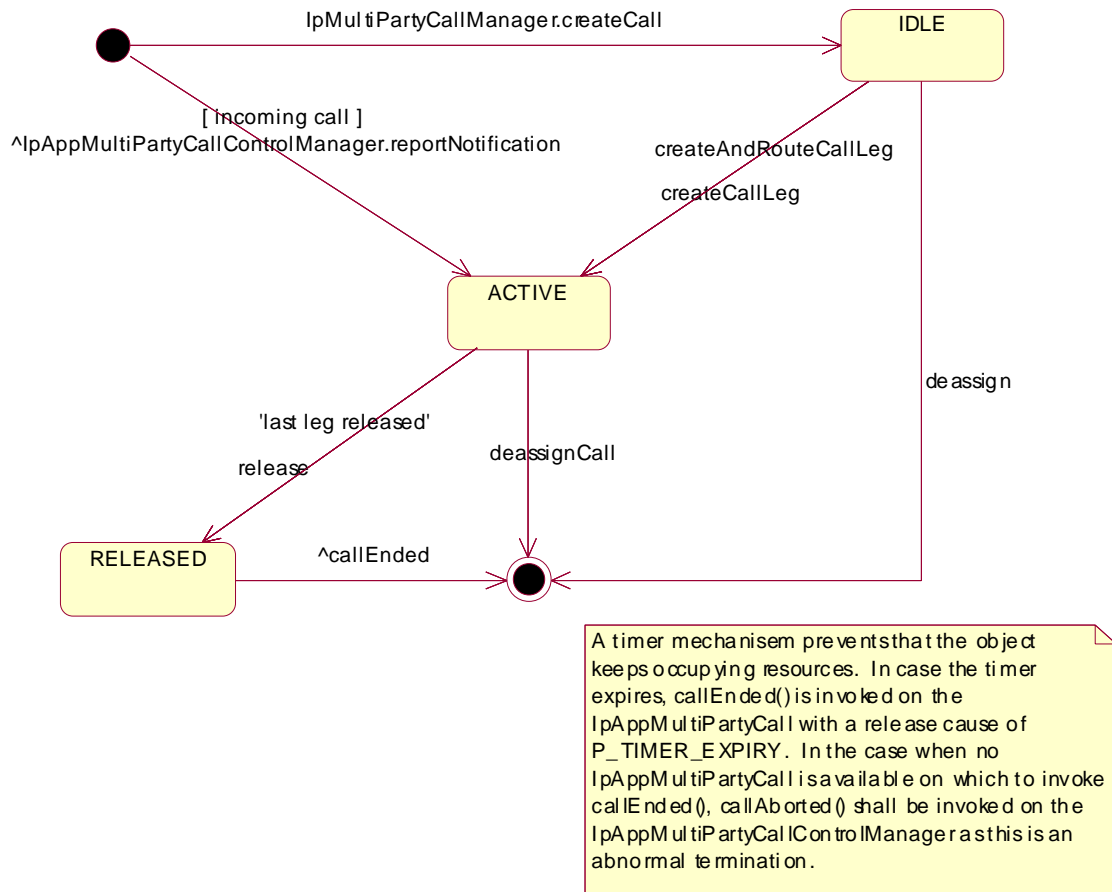 IpMultiPartyCallManager.createCall
IDLE
[ incoming call ]
^IpAppMultiPartyCallControlManager.reportNotification
createAndRouteCallLeg
createCallLeg
ACTIVE
deassign
'last leg released'
release
deassignCall
RELEASED
^callEnded
A timer mechanisem prevents that the object
keeps occupying resources. In case the timer
expires, callEnded() is invoked on the
IpAppMultiPartyCall with a release cause of
P_TIMER_EXPIRY. In the case when no
IpAppMultiPartyCall is available on which to invoke
callEnded(), callAborted() shall be invoked on the
IpAppMultiPartyCallControlManager as this is an
abnormal termination.